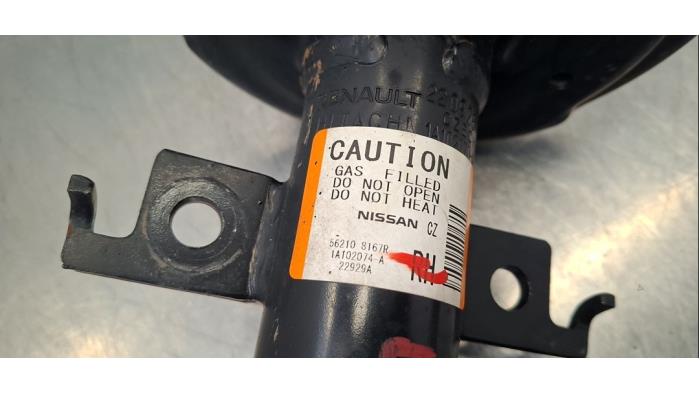 RENAULT
HITACHI
CAUTION
GAS FILLED
DO NOT OPEN
DO NOT HEAT
NISSAN CZ
56210 8167R
1A102074-A
22929A
RH